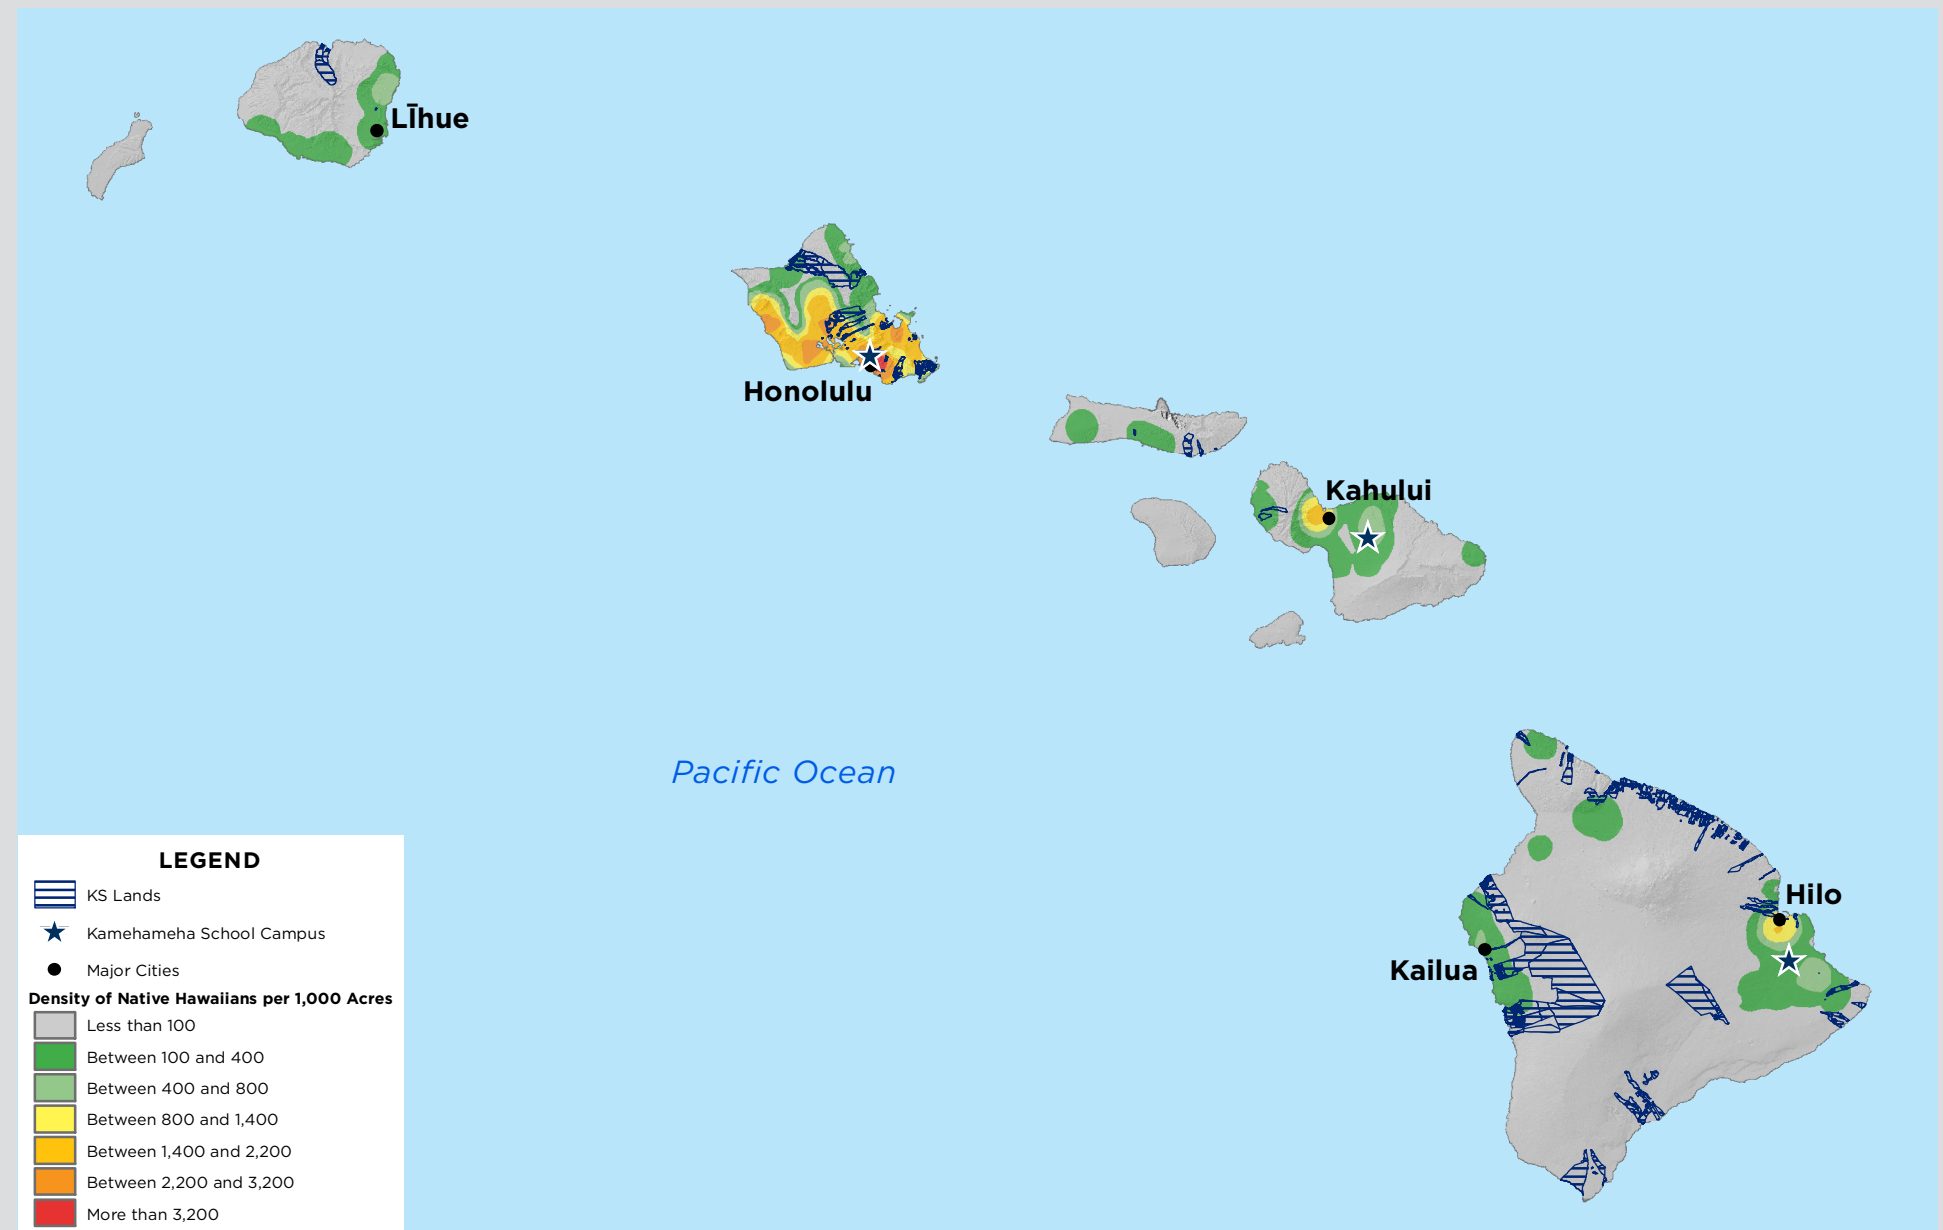 Līhue
Honolulu
Kahului
Pacific Ocean
Hilo
Kailua
LEGEND
KS Lands
Kamehameha School Campus
Major Cities
Density of Native Hawaiians per 1,000 Acres
Less than 100
Between 100 and 400
Between 400 and 800
Between 800 and 1,400
Between 1,400 and 2,200
Between 2,200 and 3,200
More than 3,200